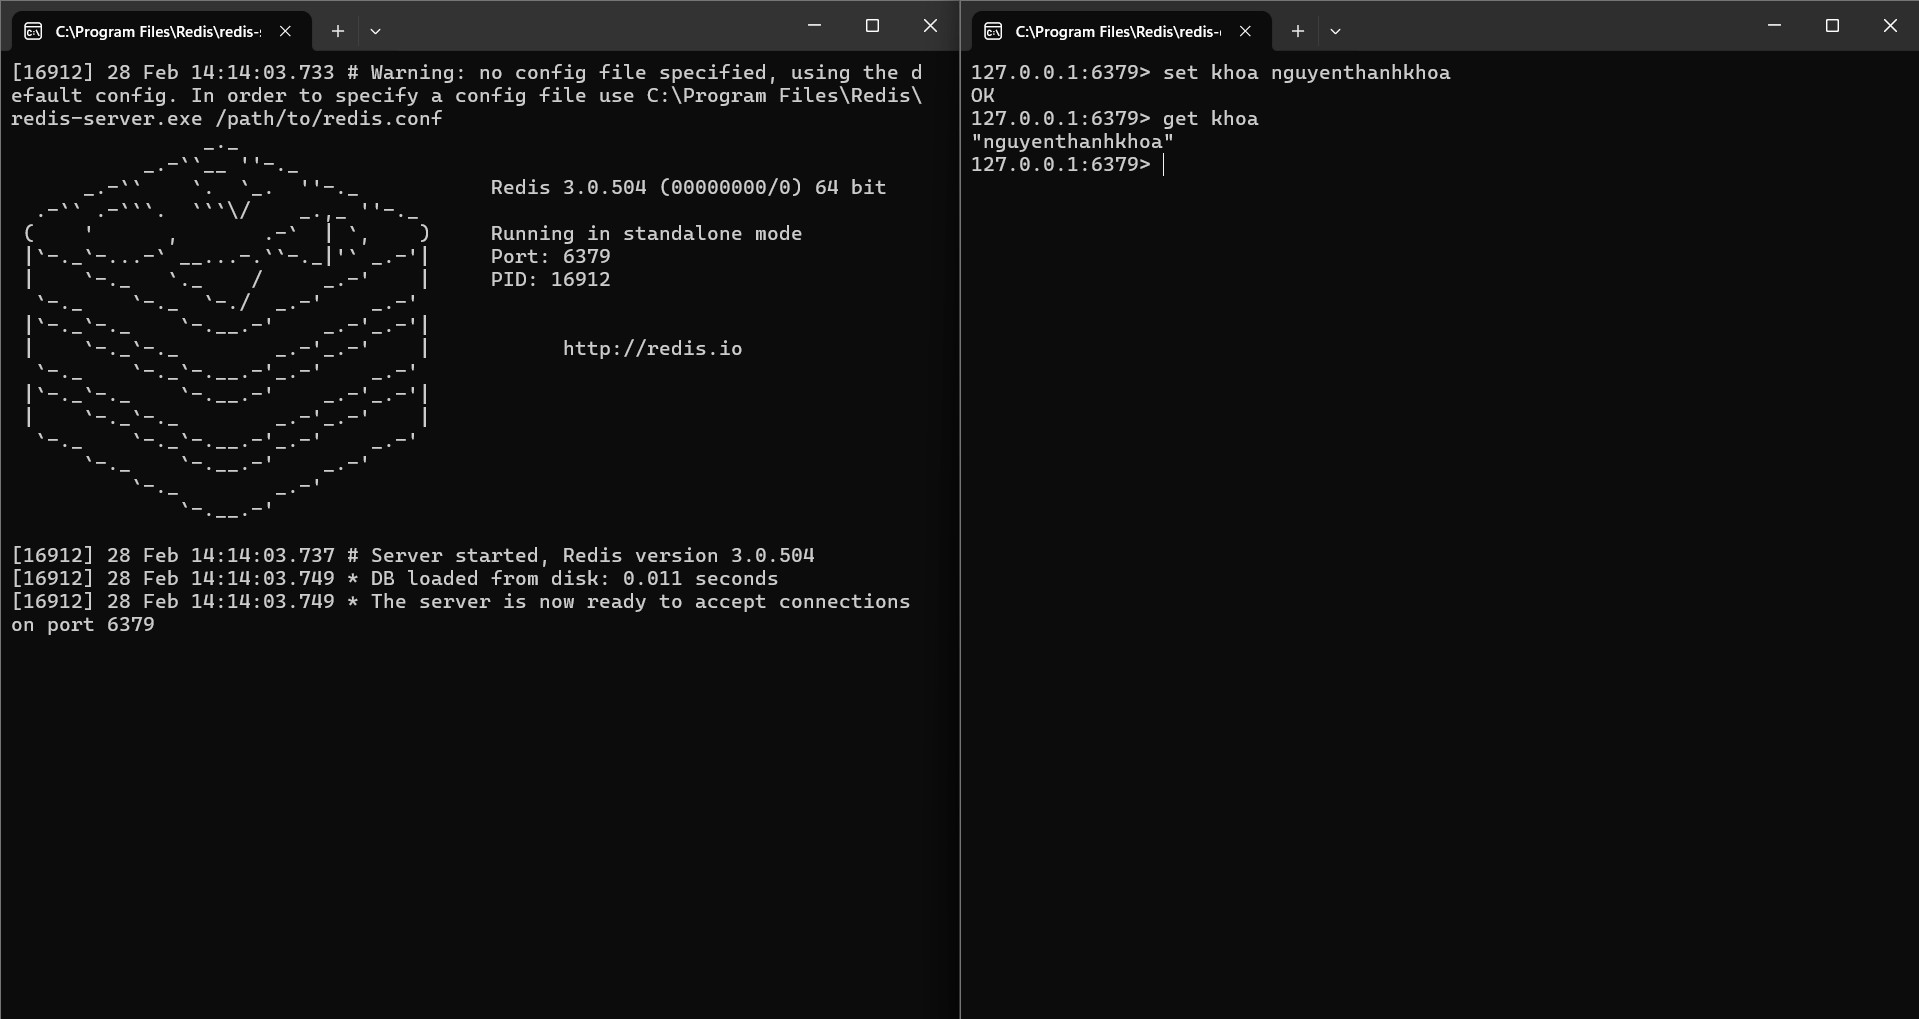 C:\Program Files\Redis\redis-s
[16912] 28 Feb 14:14:03.733 # Warning: no config file specified, using the d
efault config. In order to specify a config file use C:\Program Files\Redis\
redis-server.exe /path/to/redis.conf
Redis 3.0.504 (00000000/0) 64 bit
Running in standalone mode
Port: 6379
PID: 16912
http://redis.io
[16912] 28 Feb 14:14:03.737 # Server started, Redis version 3.0.504
[16912] 28 Feb 14:14:03.749 * DB loaded from disk: 0.011 seconds
[16912] 28 Feb 14:14:03.749 * The server is now ready to accept connections
on port 6379
C:\Program Files\Redis\redis-c
127.0.0.1:6379> set khoa nguyenthanhkhoa
OK
127.0.0.1:6379> get khoa
"nguyenthanhkhoa"
127.0.0.1:6379>